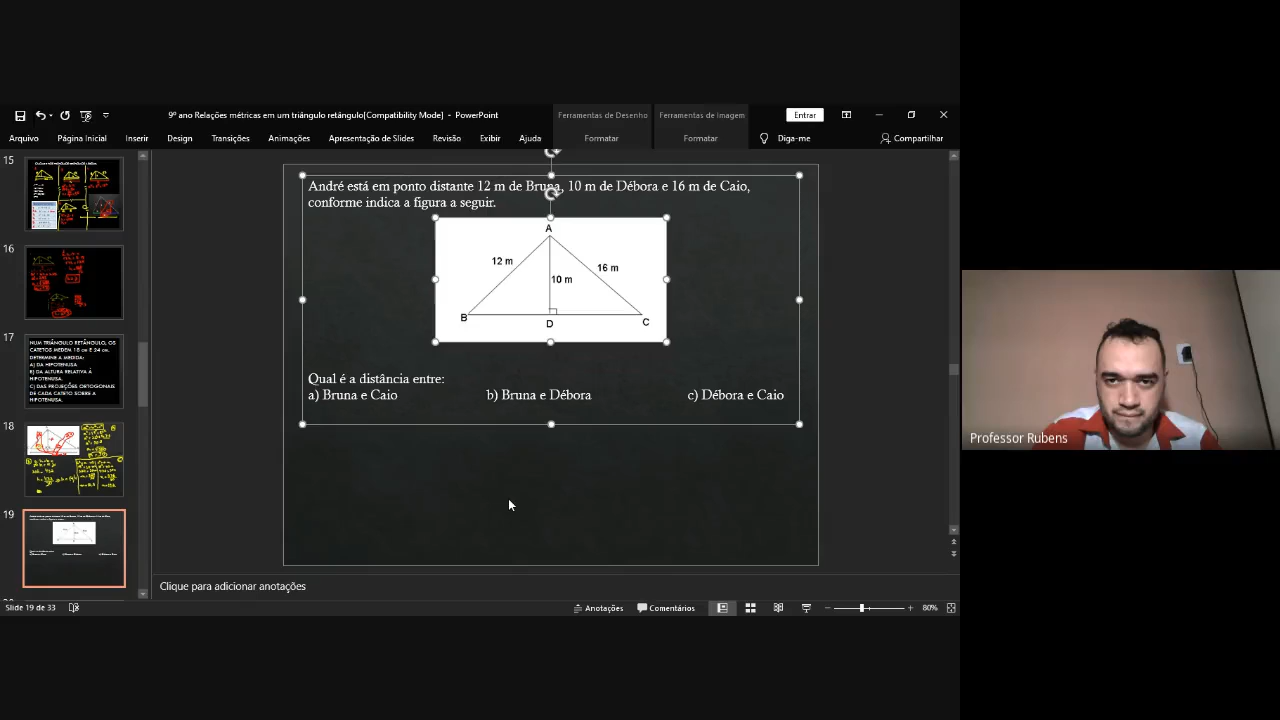 9º ano Relações métricas em um triângulo retângulo[Compatibility Mode] - PowerPoint
Ferramentas de Desenho
Ferramentas de Imagem
Entrar
Arquivo
Página Inicial
Inserir
Design
Transições
Animações
Apresentação de Slides
Revisão
Exibir
Ajuda
Formatar
Formatar
Diga-me
Compartilhar
15
16
17
NUM TRIÂNGULO RETÂNGULO, OS
CATETOS MEDEM 18 cm E 24 cm.
DETERMINE A MEDIDA:
A) DA HIPOTENUSA
B) DA ALTURA RELATIVA À
HIPOTENUSA.
C) DAS PROJEÇÕES ORTOGONAIS
DE CADA CATETO SOBRE A
HIPOTENUSA.
18
19
André está em ponto distante 12 m de Bruna, 10 m de Débora e 16 m de Caio,
conforme indica a figura a seguir.
A
12 m
16 m
10 m
B
D
C
Qual é a distância entre:
a) Bruna e Caio
b) Bruna e Débora
c) Débora e Caio
Clique para adicionar anotações
Slide 19 de 33
Anotações
Comentários
80%
Professor Rubens